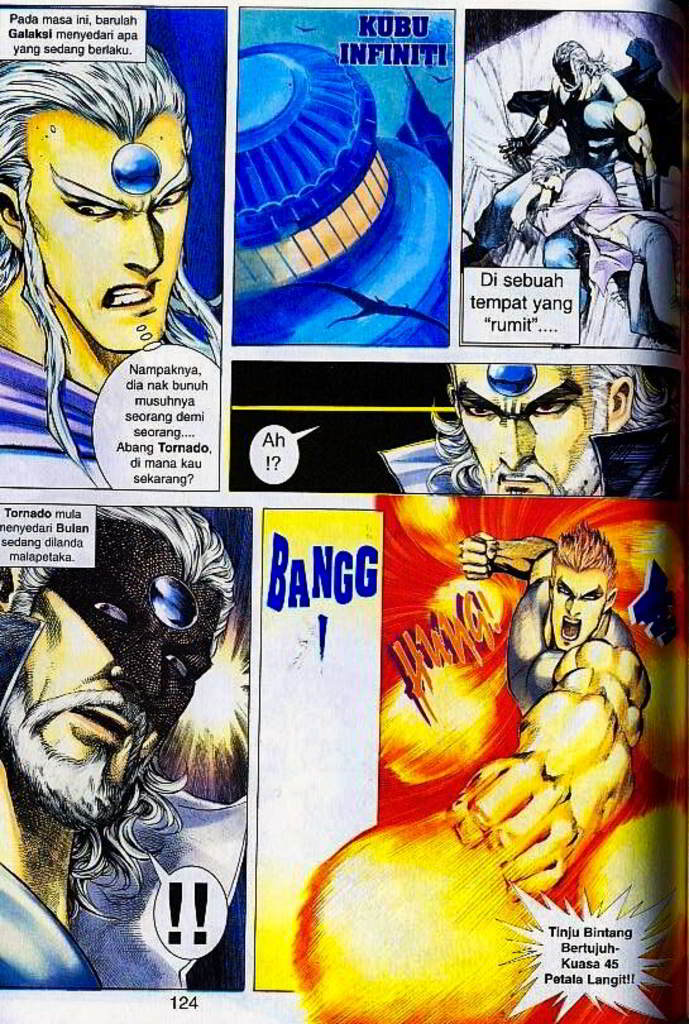 Pada masa ini, barulah
Galaksi menyedari apa
yang sedang berlaku.
Nampaknya,
dia nak bunuh
musuhnya
seorang demi
seorang....
Abang Tornado,
di mana kau
sekarang?
KUBU
INFINITI
Di sebuah
tempat yang
"rumit"....
Ah
!?
Tornado mula
menyedari Bulan
sedang dilanda
malapetaka.
!!
BANGG
!
Tinju Bintang
Bertujuh-
Kuasa 45
Petala Langit!!
124